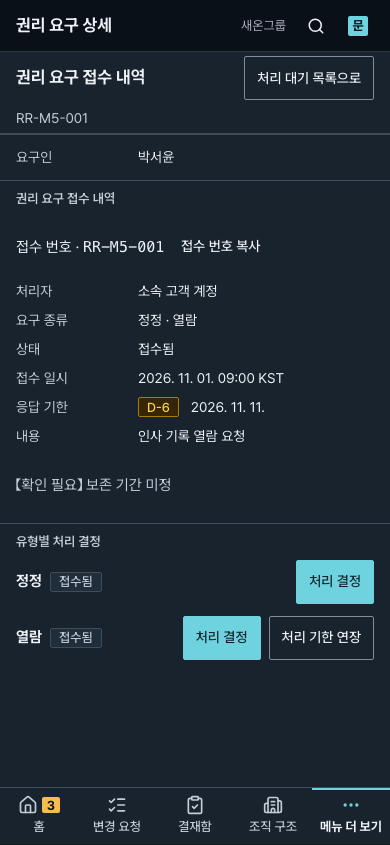 권리 요구 상세 새온그룹 문
권리 요구 접수 내역 처리 대기 목록으로
RR-M5-001
요구인 박서윤
권리 요구 접수 내역
접수 번호 · RR-M5-001 접수 번호 복사
처리자 소속 고객 계정
요구 종류 정정 · 열람
상태 접수됨
접수 일시 2026. 11. 01. 09:00 KST
응답 기한 D-6 2026. 11. 11.
내용 인사 기록 열람 요청
【확인 필요】 보존 기간 미정
유형별 처리 결정
정정 접수됨 처리 결정
열람 접수됨 처리 결정 처리 기한 연장
3
홈 변경 요청 결재함 조직 구조 메뉴 더 보기